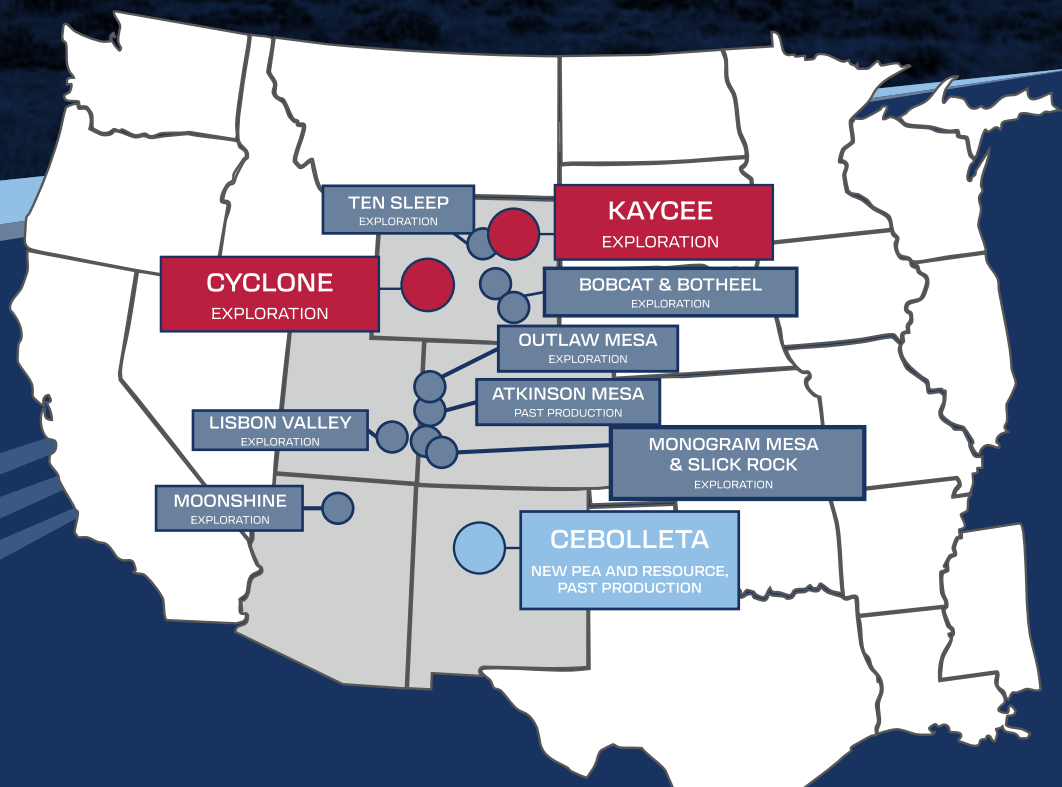 TEN SLEEP
EXPLORATION
KAYCEE
EXPLORATION
CYCLONE
EXPLORATION
BOBCAT & BOTHEEL
EXPLORATION
OUTLAW MESA
EXPLORATION
ATKINSON MESA
PAST PRODUCTION
LISBON VALLEY
EXPLORATION
MONOGRAM MESA
& SLICK ROCK
EXPLORATION
MOONSHINE
EXPLORATION
CEBOLLETA
NEW PEA AND RESOURCE,
PAST PRODUCTION